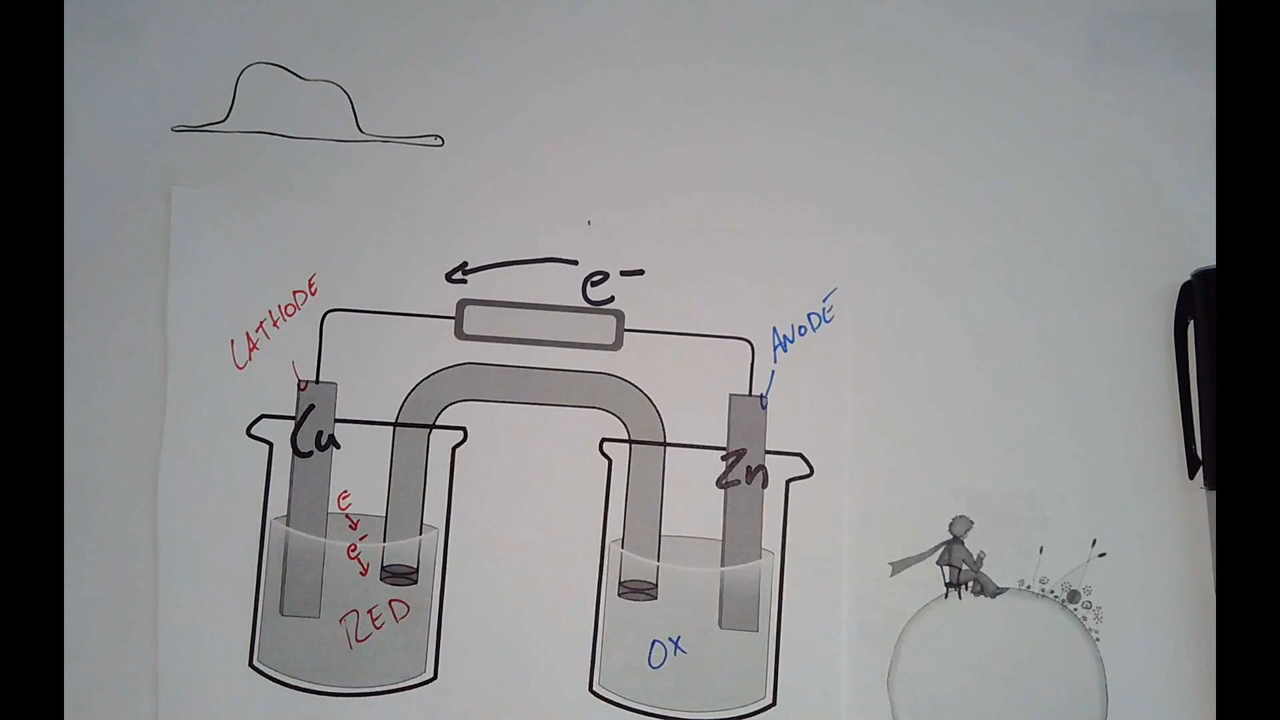 e-
CATHODE
ANODE
Cu
Zn
e
e-
RED
OX